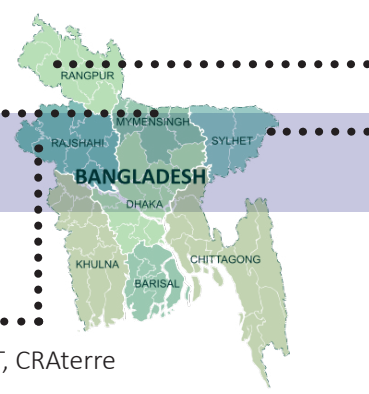 RANGPUR
MYMENSINGH
RAJSHAHI
SYLHET
BANGLADESH
DHAKA
KHULNA
CHITTAGONG
BARISAL
, CRAterre